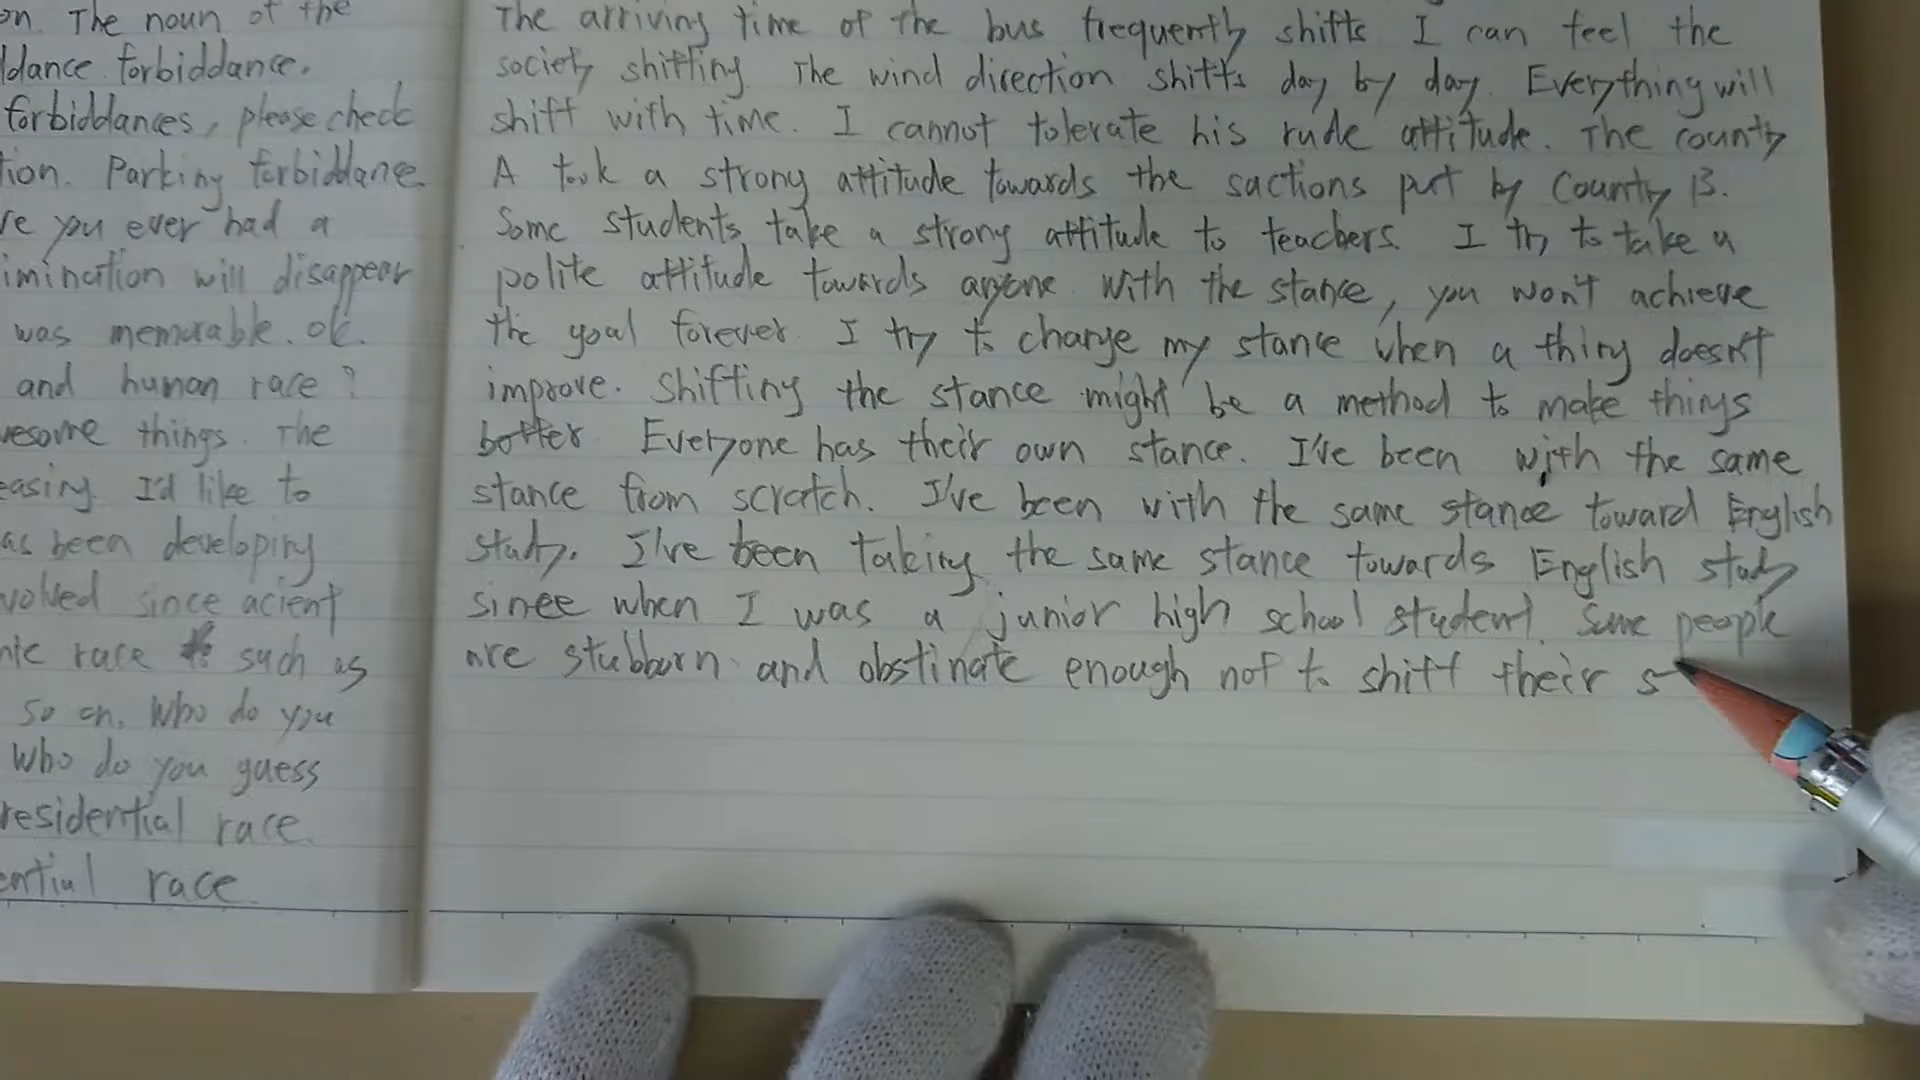 on. The noun of the
ddance forbiddance.
forbiddances, please check
tion. Parking forbiddance.
ve you ever had a
imination will disappear
was memorable. ok.
and human race?
wesome things. The
easing. I'd like to
as been developing
volved since acient
nic race such as
so on. Who do you
Who do you guess
residential race.
ential race.
The arriving time of the bus frequently shifts I can feel the
society shifting. The wind direction shifts day by day. Everything will
shift with time. I cannot tolerate his rude attitude. The county
A took a strong attitude towards the sactions put by County B.
Some students take a strong attitude to teachers. I try to take a
polite attitude towards anyone. With the stance, you won't achieve
the goal forever. I try to change my stance when a thing doesn't
improve. Shifting the stance might be a method to make things
better Everyone has their own stance. I've been with the same
stance from scratch. I've been with the same stance toward English
study. I've been taking the same stance towards English study
since when I was a junior high school student. Some people
are stubborn and obstinate enough not to shift their s